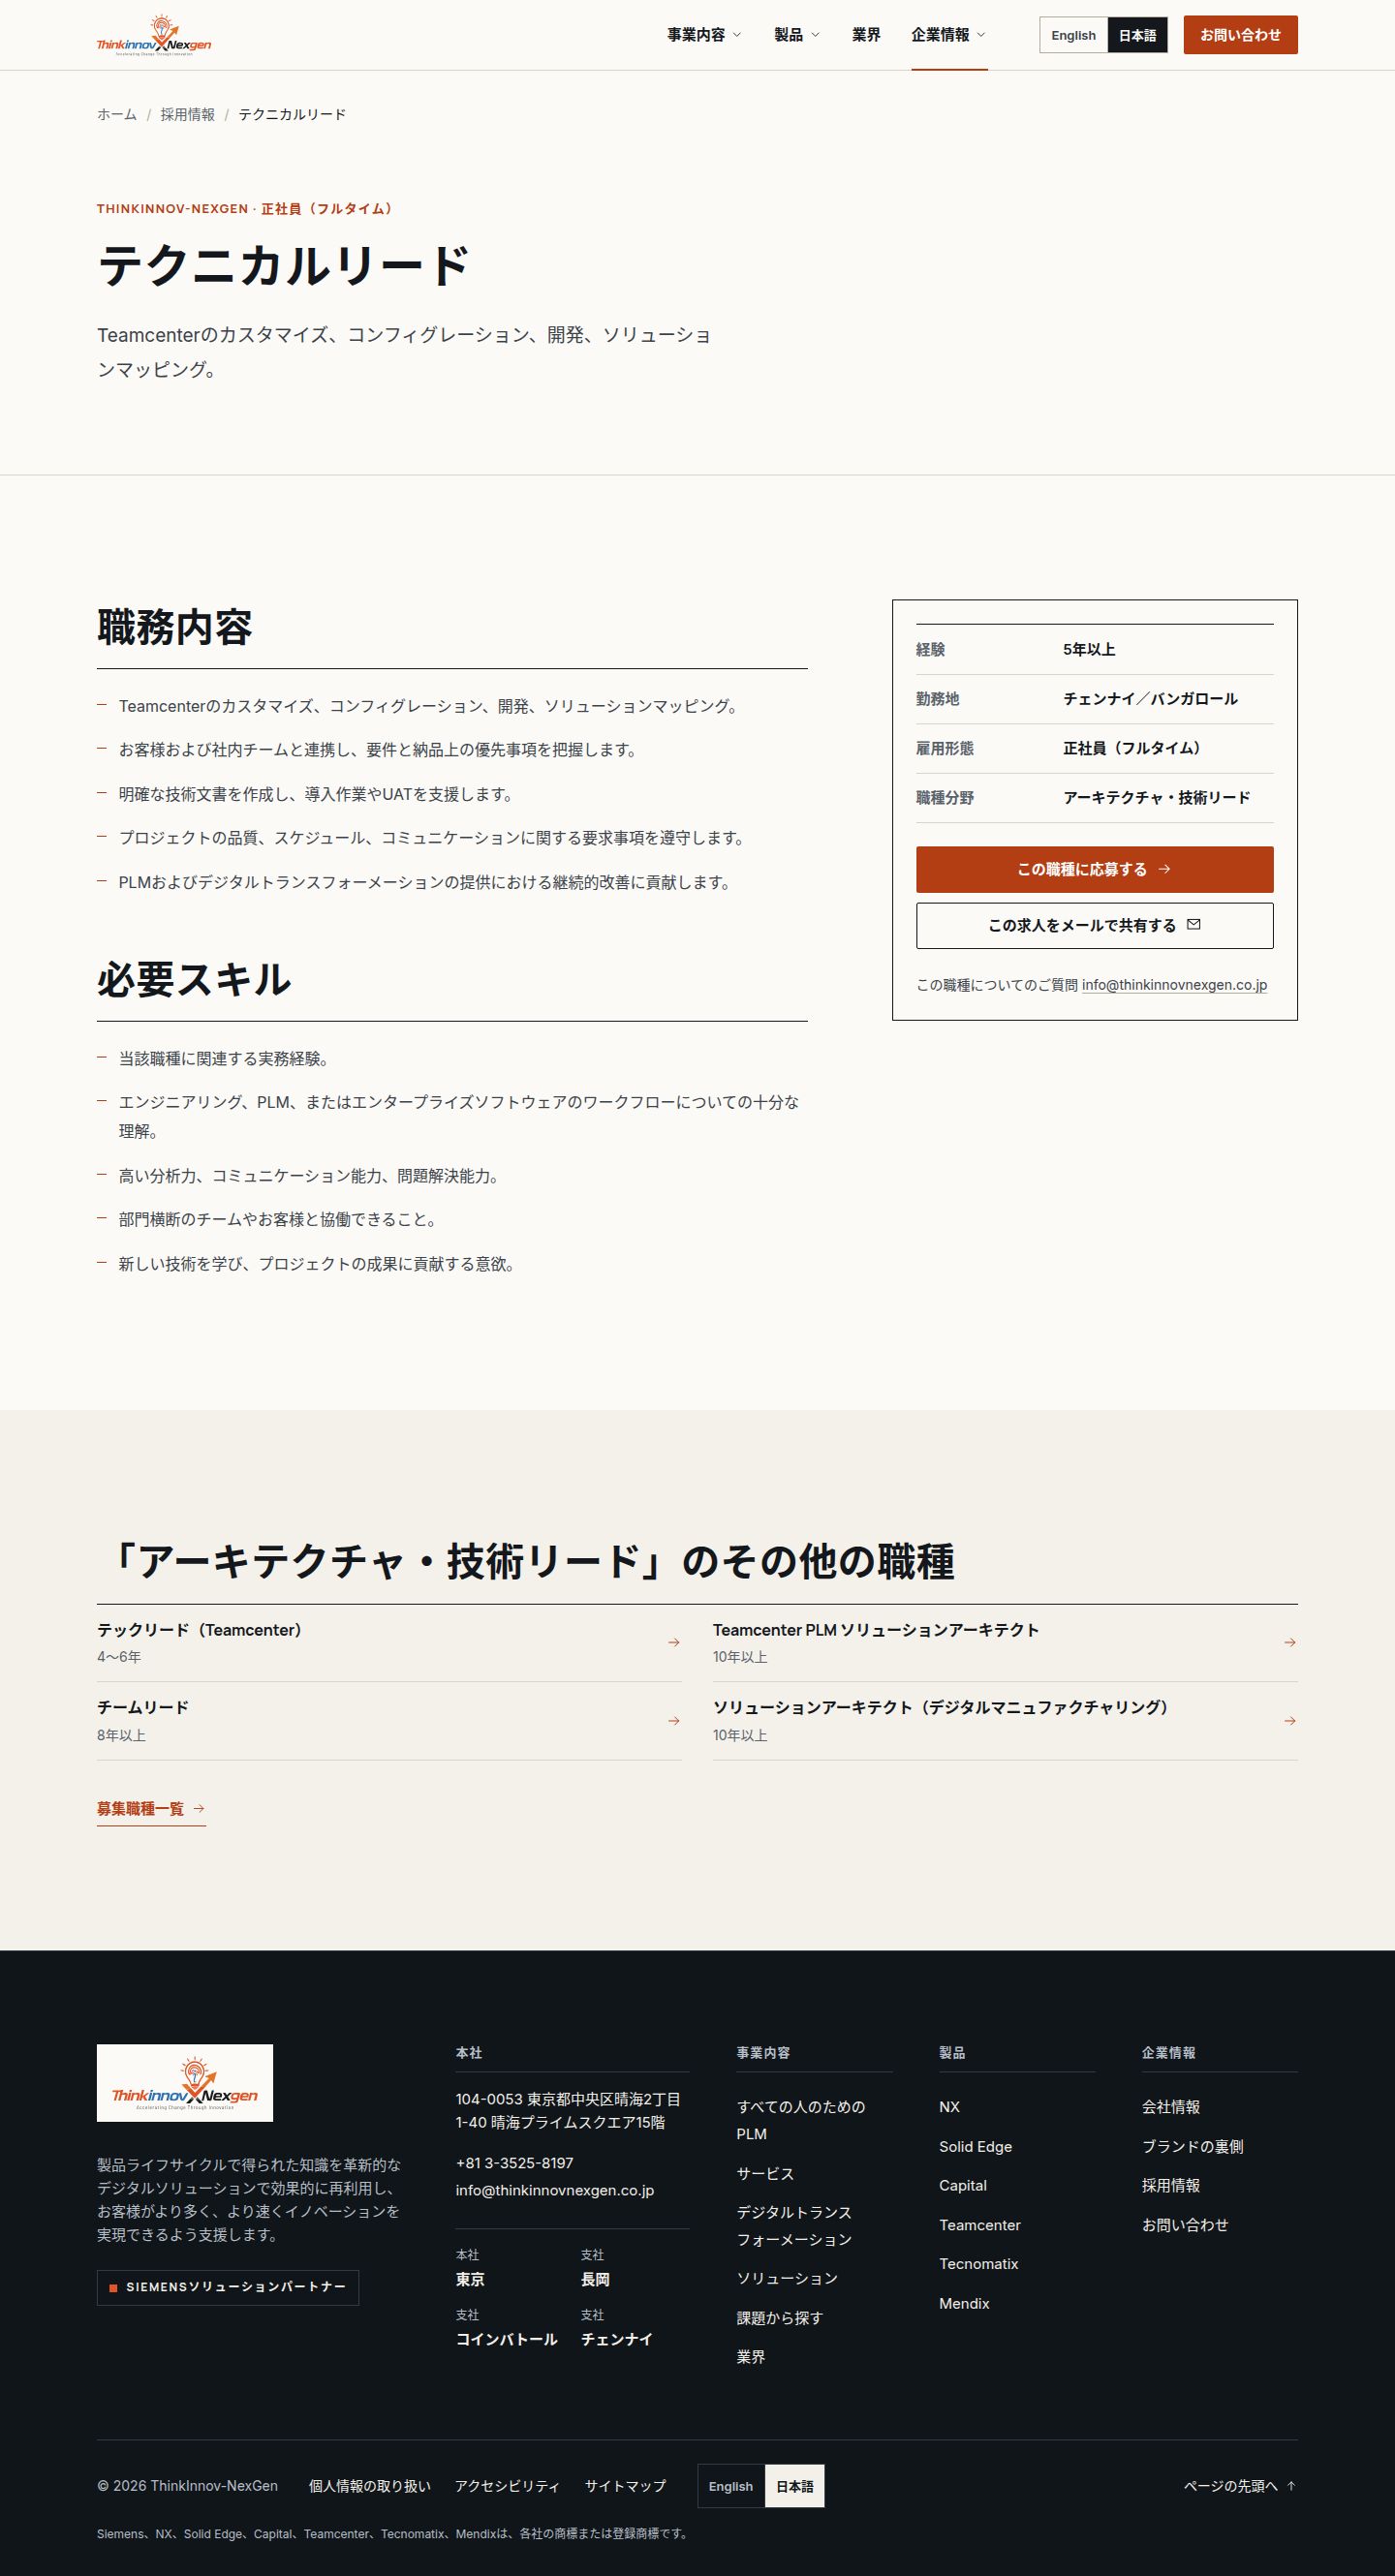 Thinkinnov Nexgen
Accelerating Change Through Innovation
事業内容
製品
業界
企業情報
English
日本語
お問い合わせ
ホーム / 採用情報 / テクニカルリード
THINKINNOV-NEXGEN · 正社員（フルタイム）
テクニカルリード
Teamcenterのカスタマイズ、コンフィグレーション、開発、ソリューショ
ンマッピング。
職務内容
Teamcenterのカスタマイズ、コンフィグレーション、開発、ソリューションマッピング。
お客様および社内チームと連携し、要件と納品上の優先事項を把握します。
明確な技術文書を作成し、導入作業やUATを支援します。
プロジェクトの品質、スケジュール、コミュニケーションに関する要求事項を遵守します。
PLMおよびデジタルトランスフォーメーションの提供における継続的改善に貢献します。
必要スキル
当該職種に関連する実務経験。
エンジニアリング、PLM、またはエンタープライズソフトウェアのワークフローについての十分な
理解。
高い分析力、コミュニケーション能力、問題解決能力。
部門横断のチームやお客様と協働できること。
新しい技術を学び、プロジェクトの成果に貢献する意欲。
経験 5年以上
勤務地 チェンナイ／バンガロール
雇用形態 正社員（フルタイム）
職種分野 アーキテクチャ・技術リード
この職種に応募する →
この求人をメールで共有する
この職種についてのご質問 info@thinkinnovnexgen.co.jp
「アーキテクチャ・技術リード」のその他の職種
テックリード（Teamcenter）
4〜6年
→
Teamcenter PLM ソリューションアーキテクト
10年以上
→
チームリード
8年以上
→
ソリューションアーキテクト（デジタルマニュファクチャリング）
10年以上
→
募集職種一覧 →
Thinkinnov Nexgen
Accelerating Change Through Innovation
製品ライフサイクルで得られた知識を革新的な
デジタルソリューションで効果的に再利用し、
お客様がより多く、より速くイノベーションを
実現できるよう支援します。
SIEMENSソリューションパートナー
本社
104-0053 東京都中央区晴海2丁目
1-40 晴海プライムスクエア15階
+81 3-3525-8197
info@thinkinnovnexgen.co.jp
本社
東京
支社
長岡
支社
コインバトール
支社
チェンナイ
事業内容
すべての人のための
PLM
サービス
デジタルトランス
フォーメーション
ソリューション
課題から探す
業界
製品
NX
Solid Edge
Capital
Teamcenter
Tecnomatix
Mendix
企業情報
会社情報
ブランドの裏側
採用情報
お問い合わせ
© 2026 ThinkInnov-NexGen
個人情報の取り扱い
アクセシビリティ
サイトマップ
English
日本語
ページの先頭へ ↑
Siemens、NX、Solid Edge、Capital、Teamcenter、Tecnomatix、Mendixは、各社の商標または登録商標です。